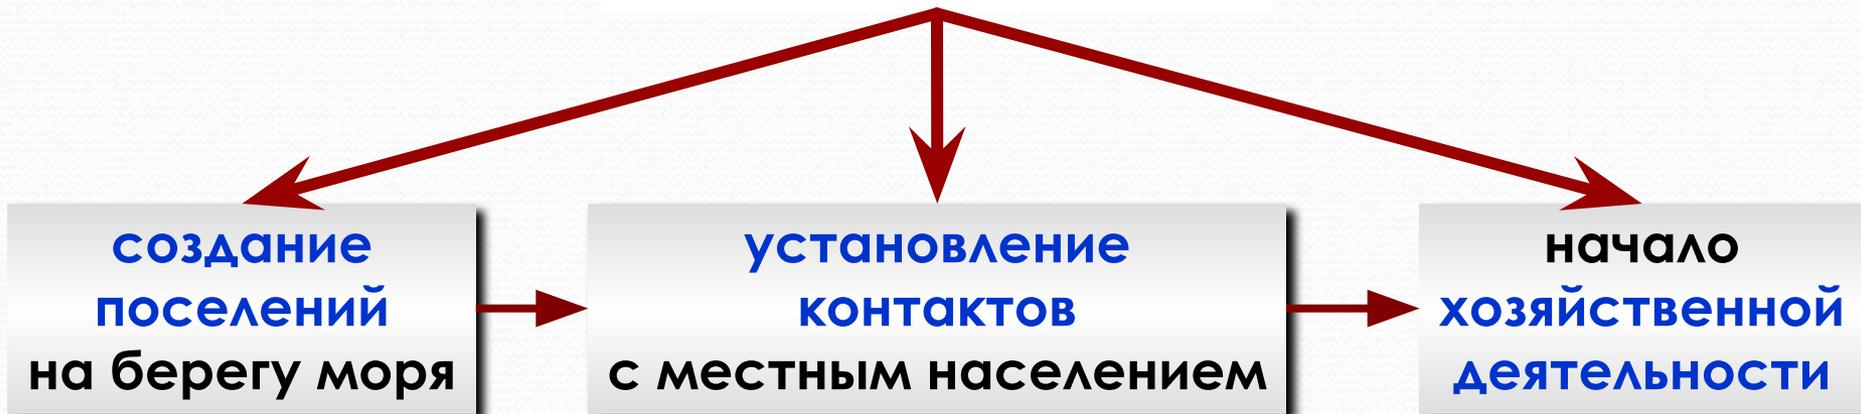 создание
поселений
на берегу моря
установление
контактов
с местным населением
начало
хозяйственной
деятельности